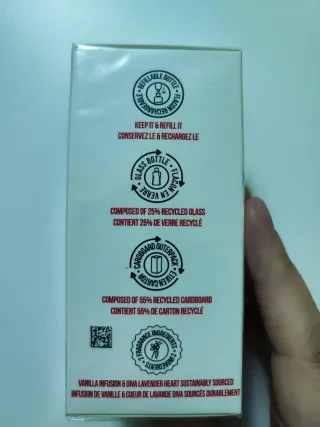 REFILLABLE BOTTLE • FLACON RECHARGEABLE •
KEEP IT & REFILL IT
CONSERVEZ LE & RECHARGEZ LE
GLASS BOTTLE • FLACON EN VERRE •
COMPOSED OF 25% RECYCLED GLASS
CONTIENT 25% DE VERRE RECYCLÉ
CARDBOARD OUTERPACK • ETUI EN CARTON •
COMPOSED OF 55% RECYCLED CARDBOARD
CONTIENT 55% DE CARTON RECYCLÉ
FRAGRANCE INGREDIENTS •
VANILLA INFUSION & DIVA LAVENDER HEART SUSTAINABLY SOURCED
INFUSION DE VANILLE & COEUR DE LAVANDE DIVA SOURCÉS DURABLEMENT